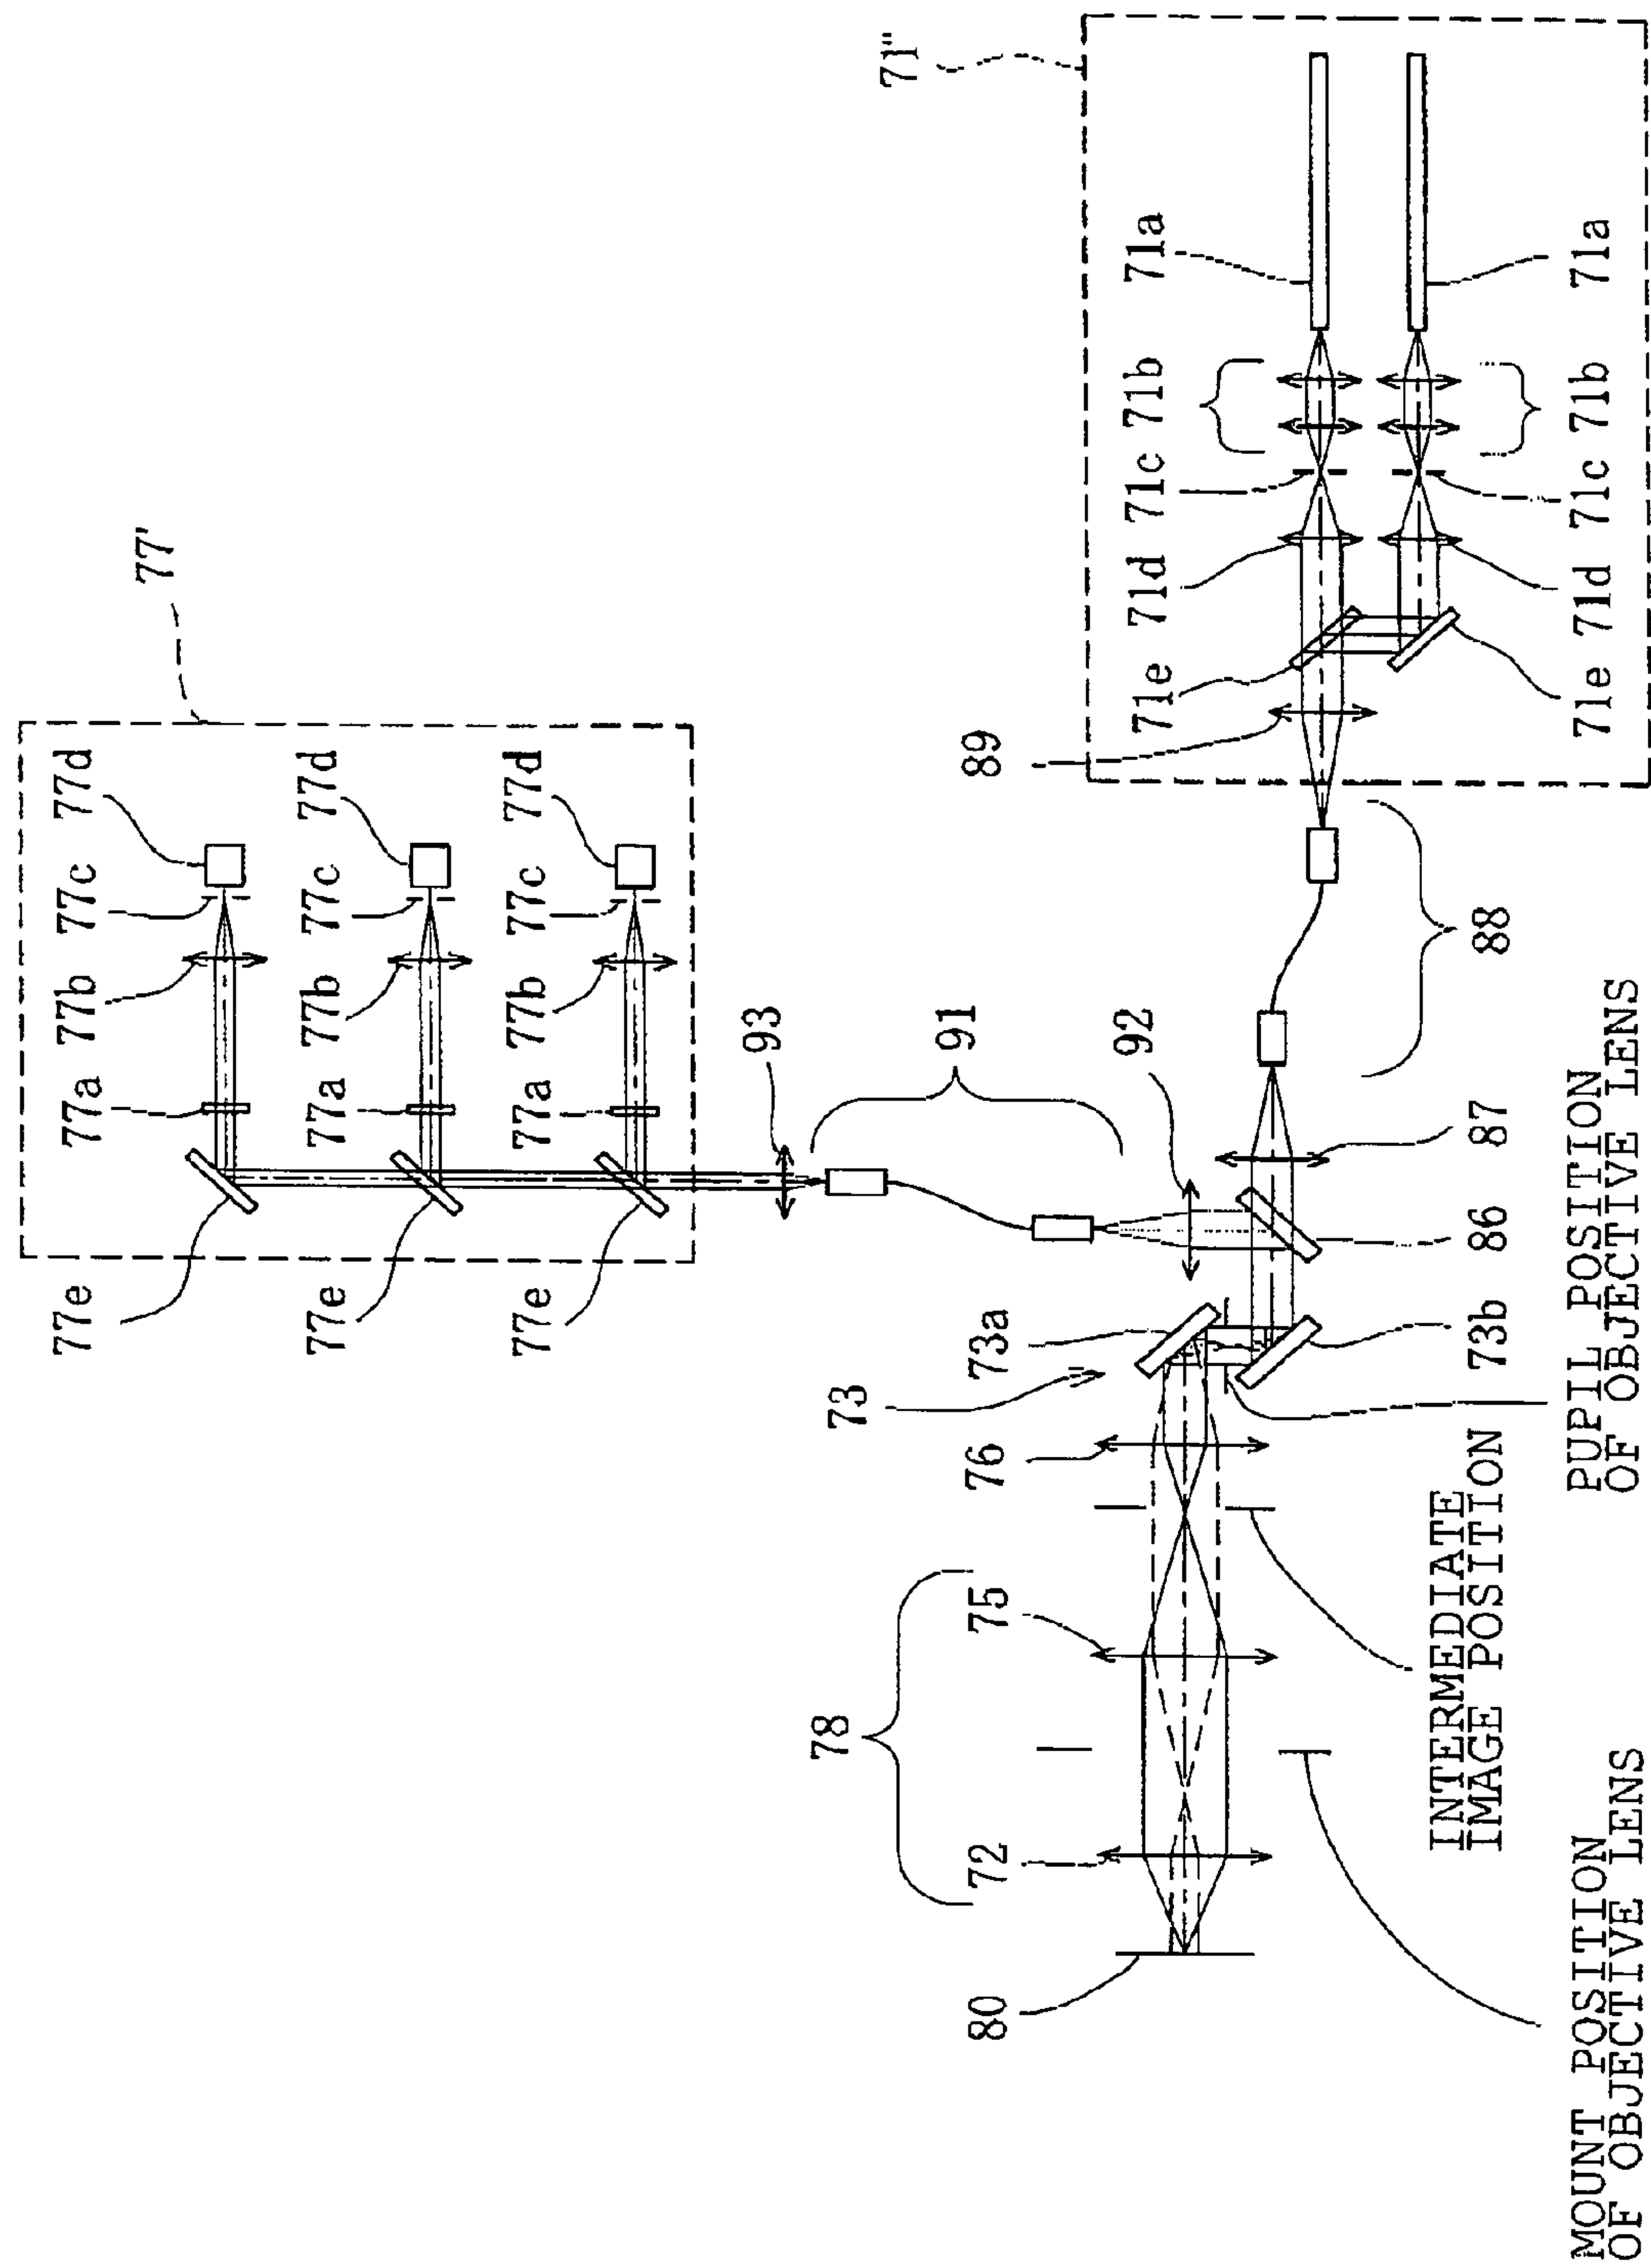 77'
77d
77d
77d
77c
77c
77c
77b
77b
77b
77a
77a
77a
77e
77e
77e
93
91
92
71"
71a
71a
71b
71b
71c
71c
71d
71d
71e
71e
89
88
87
86
73
73a
73b
76
75
78
72
80
PUPIL POSITION
OF OBJECTIVE LENS
INTERMEDIATE
IMAGE POSITION
MOUNT POSITION
OF OBJECTIVE LENS